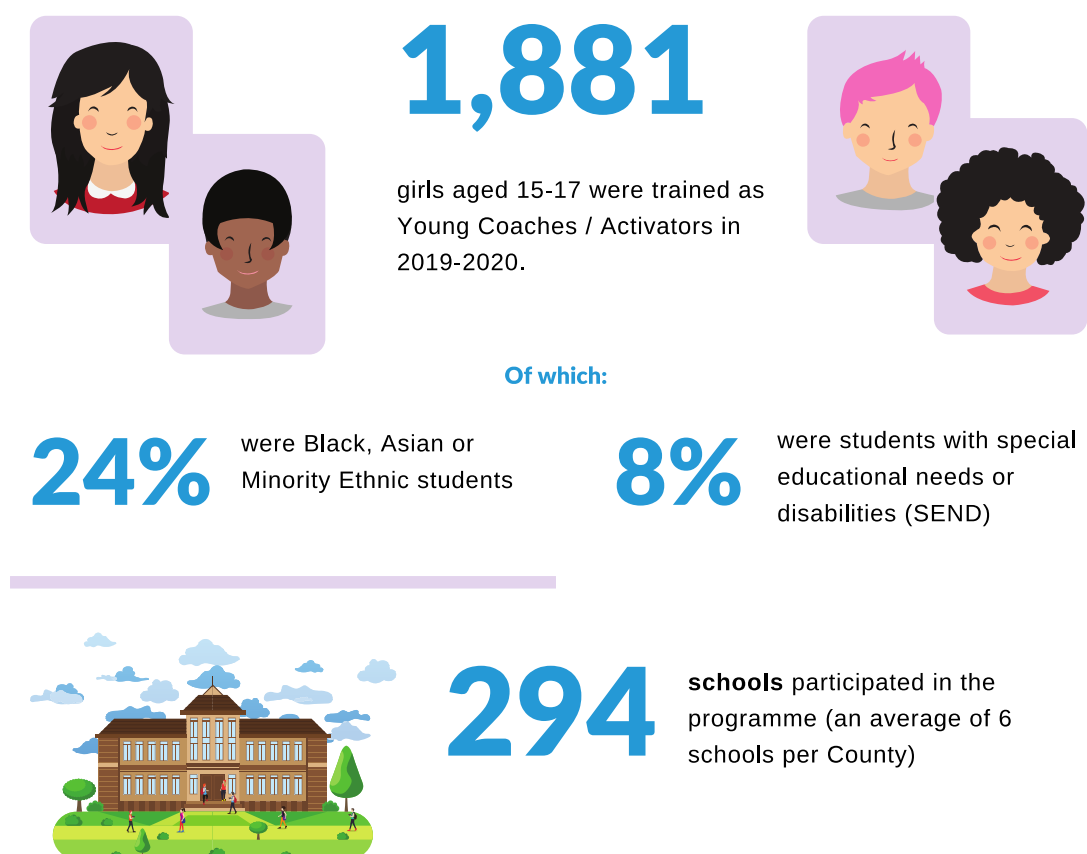 1,881
girls aged 15-17 were trained as
Young Coaches / Activators in
2019-2020.
Of which:
24%
were Black, Asian or
Minority Ethnic students
8%
were students with special
educational needs or
disabilities (SEND)
294
schools participated in the
programme (an average of 6
schools per County)